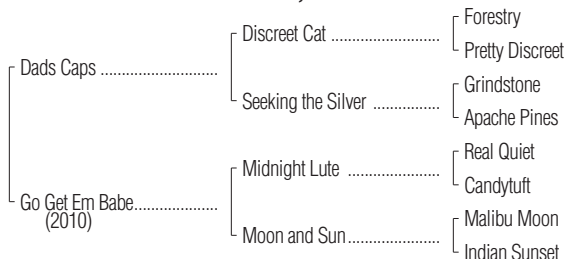 Forestry
Discreet Cat ..........................
Pretty Discreet
Dads Caps ............................
Grindstone
Seeking the Silver ................
Apache Pines
Real Quiet
Midnight Lute ......................
Candytuft
Go Get Em Babe....................
(2010)
Malibu Moon
Moon and Sun......................
Indian Sunset